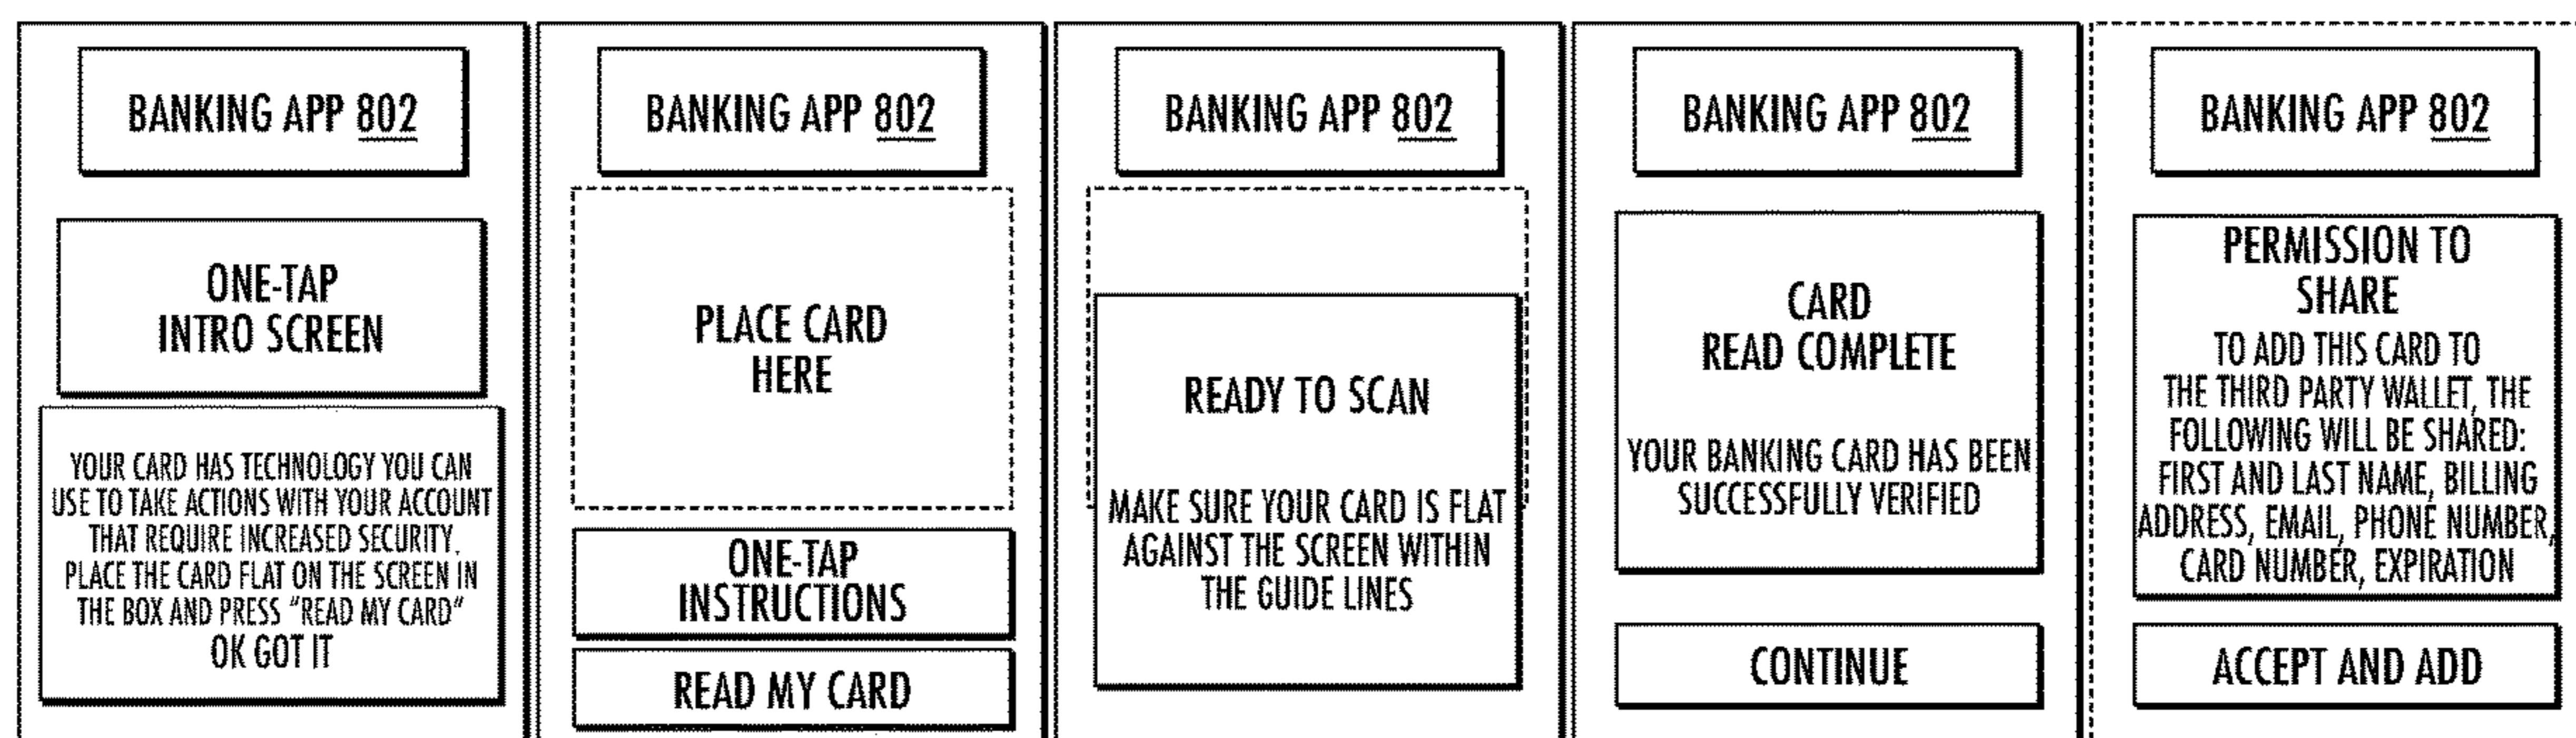 BANKING APP 802
ONE-TAP
INTRO SCREEN
YOUR CARD HAS TECHNOLOGY YOU CAN
USE TO TAKE ACTIONS WITH YOUR ACCOUNT
THAT REQUIRE INCREASED SECURITY.
PLACE THE CARD FLAT ON THE SCREEN IN
THE BOX AND PRESS "READ MY CARD"
OK GOT IT
BANKING APP 802
PLACE CARD
HERE
ONE-TAP
INSTRUCTIONS
READ MY CARD
BANKING APP 802
READY TO SCAN
MAKE SURE YOUR CARD IS FLAT
AGAINST THE SCREEN WITHIN
THE GUIDE LINES
BANKING APP 802
CARD
READ COMPLETE
YOUR BANKING CARD HAS BEEN
SUCCESSFULLY VERIFIED
CONTINUE
BANKING APP 802
PERMISSION TO
SHARE
TO ADD THIS CARD TO
THE THIRD PARTY WALLET, THE
FOLLOWING WILL BE SHARED:
FIRST AND LAST NAME, BILLING
ADDRESS, EMAIL, PHONE NUMBER,
CARD NUMBER, EXPIRATION
ACCEPT AND ADD